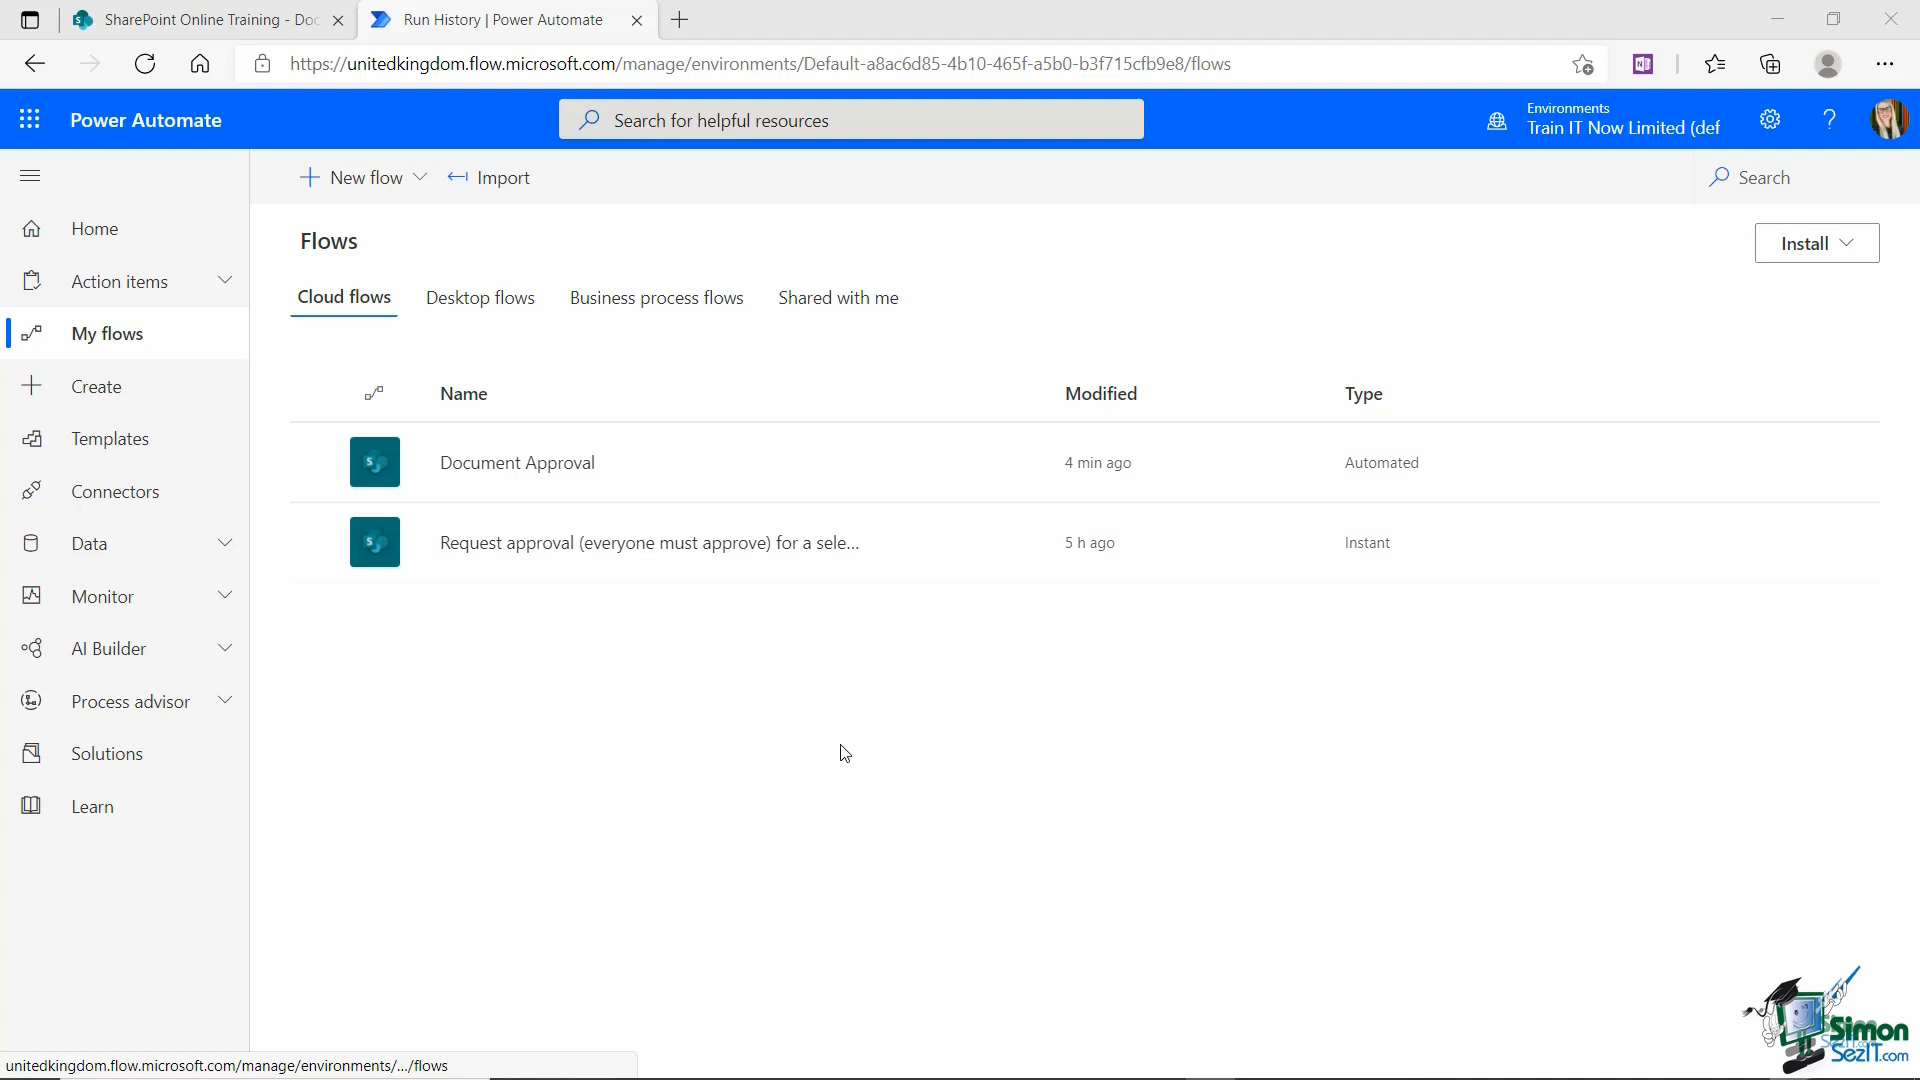 SharePoint Online Training - Doc
Run History | Power Automate
https://unitedkingdom.flow.microsoft.com/manage/environments/Default-a8ac6d85-4b10-465f-a5b0-b3f715cfb9e8/flows
Power Automate
Search for helpful resources
Environments
Train IT Now Limited (def
?
New flow
Import
Search
Home
Action items
My flows
Create
Templates
Connectors
Data
Monitor
AI Builder
Process advisor
Solutions
Learn
Flows
Install
Cloud flows
Desktop flows
Business process flows
Shared with me
Name
Modified
Type
Document Approval
4 min ago
Automated
Request approval (everyone must approve) for a sele...
5 h ago
Instant
unitedkingdom.flow.microsoft.com/manage/environments/.../flows
Simon
SezIT.com